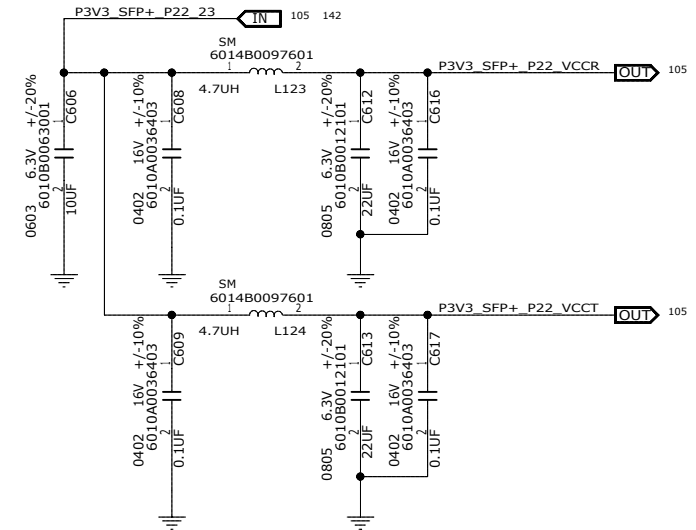 P3V3_SFP+_P22_23
IN
105 142
SM
6014B0097601
1 2
4.7UH L123
P3V3_SFP+_P22_VCCR
OUT
105
C606
1
2
6.3V +/-20%
6010B0063001
0603
10UF
C608
1
2
16V +/-10%
6010A0036403
0402
0.1UF
C612
1
2
6.3V +/-20%
6010B0012101
0805
22UF
C616
1
2
16V +/-10%
6010A0036403
0402
0.1UF
SM
6014B0097601
1 2
4.7UH L124
P3V3_SFP+_P22_VCCT
OUT
105
C609
1
2
16V +/-10%
6010A0036403
0402
0.1UF
C613
1
2
6.3V +/-20%
6010B0012101
0805
22UF
C617
1
2
16V +/-10%
6010A0036403
0402
0.1UF